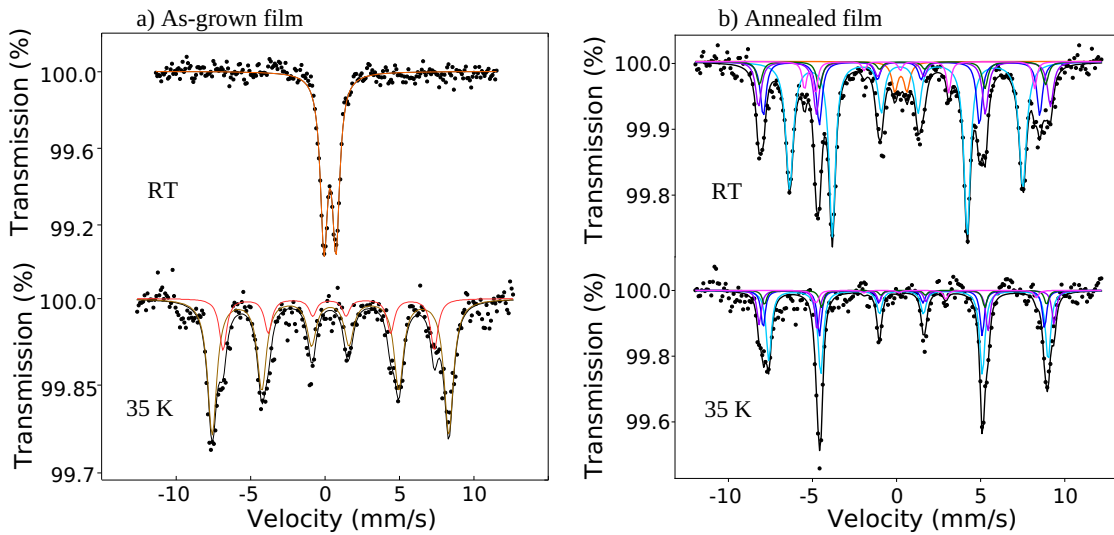 a) As-grown film
Transmission (%)
100.0
99.6
99.2
RT
Transmission (%)
100.0
99.85
99.7
35 K
-10 -5 0 5 10
Velocity (mm/s)
b) Annealed film
Transmission (%)
100.0
99.9
99.8
RT
Transmission (%)
100.0
99.8
99.6
35 K
-10 -5 0 5 10
Velocity (mm/s)